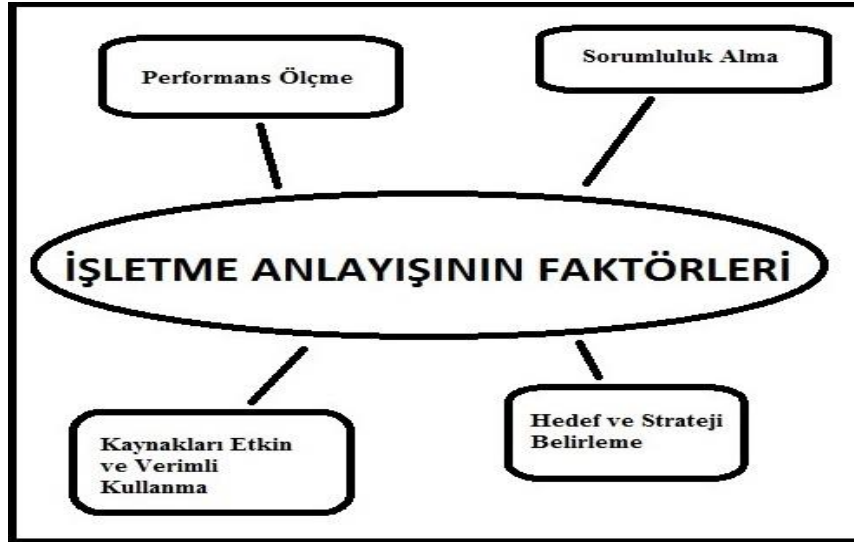 Performans Ölçme
Sorumluluk Alma
İŞLETME ANLAYIŞININ FAKTÖRLERİ
Kaynakları Etkin
ve Verimli
Kullanma
Hedef ve Strateji
Belirleme